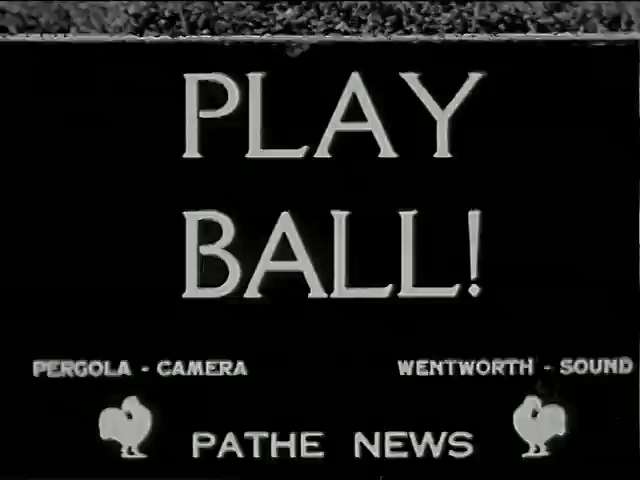 PLAY
BALL!
PERGOLA - CAMERA WENTWORTH - SOUND
PATHE NEWS